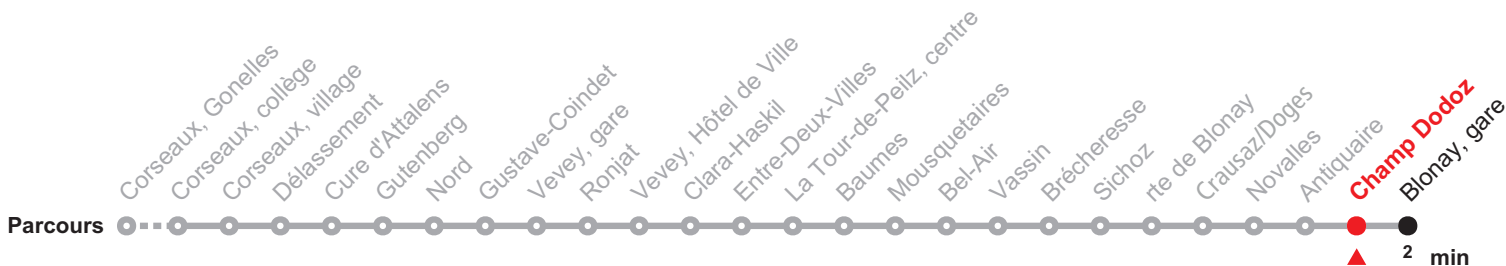 Parcours
Corseaux, Gonelles
Corseaux, collège
Corseaux, village
Délassement
Cure d'Attalens
Gutenberg
Nord
Gustave-Coindet
Vevey, gare
Ronjat
Vevey, Hôtel de Ville
Clara-Haskil
Entre-Deux-Villes
La Tour-de-Peilz, centre
Baumes
Mousquetaires
Bel-Air
Vassin
Brécheresse
Sichoz
rte de Blonay
Crausaz/Doges
Novalles
Antiquaire
Champ Dodoz
Blonay, gare
2 min